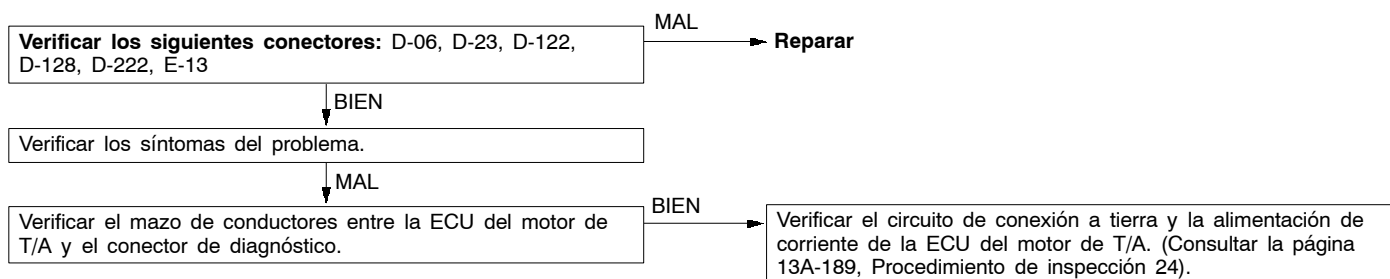 Verificar los siguientes conectores: D-06, D-23, D-122,
D-128, D-222, E-13
MAL
Reparar
BIEN
Verificar los síntomas del problema.
MAL
Verificar el mazo de conductores entre la ECU del motor de
T/A y el conector de diagnóstico.
BIEN
Verificar el circuito de conexión a tierra y la alimentación de
corriente de la ECU del motor de T/A. (Consultar la página
13A-189, Procedimiento de inspección 24).